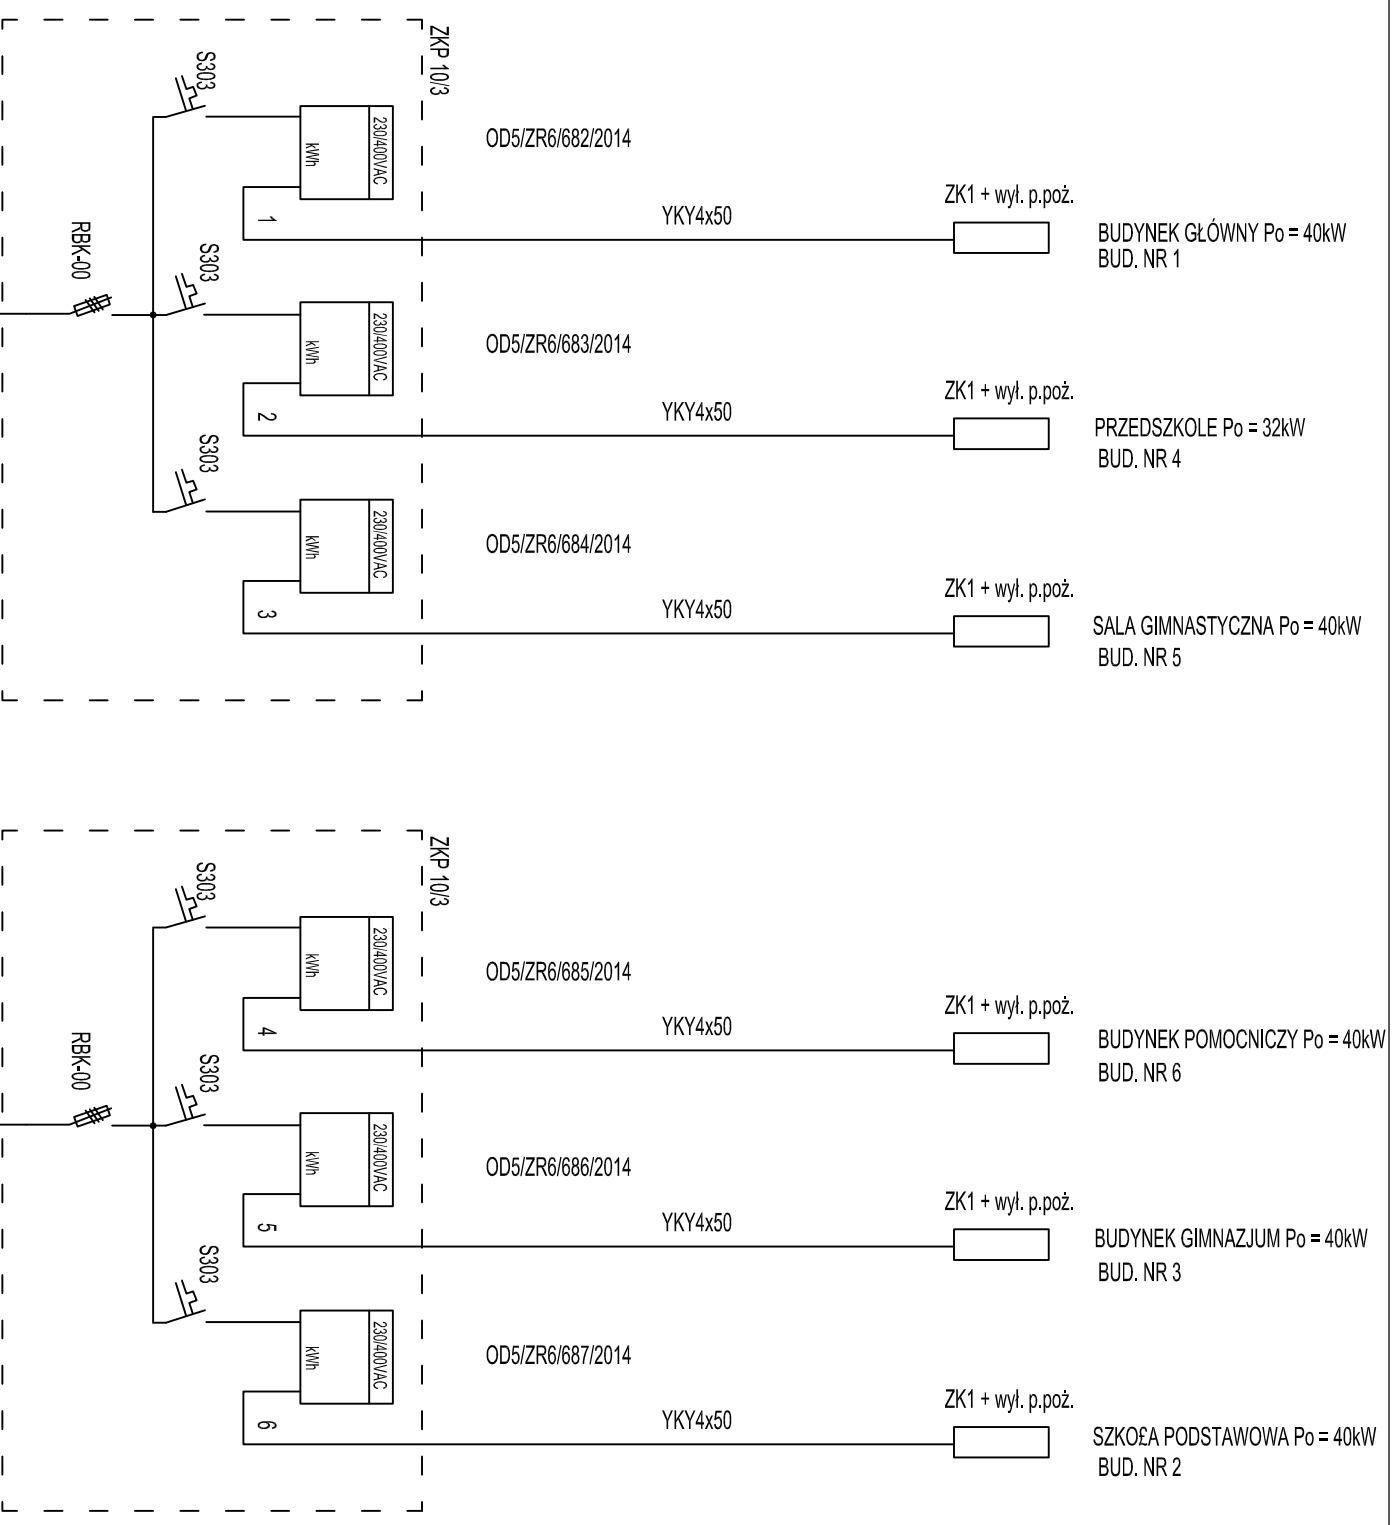 ZKP 10/3
S303
230/400VAC
kWh
OD5/ZR6/682/2014
1
YKY4x50
ZK1 + wył. p.poż.
BUDYNEK GŁÓWNY Po = 40kW
BUD. NR 1
RBK-00
S303
230/400VAC
kWh
OD5/ZR6/683/2014
2
YKY4x50
ZK1 + wył. p.poż.
PRZEDSZKOLE Po = 32kW
BUD. NR 4
S303
230/400VAC
kWh
OD5/ZR6/684/2014
3
YKY4x50
ZK1 + wył. p.poż.
SALA GIMNASTYCZNA Po = 40kW
BUD. NR 5
ZKP 10/3
S303
230/400VAC
kWh
OD5/ZR6/685/2014
4
YKY4x50
ZK1 + wył. p.poż.
BUDYNEK POMOCNICZY Po = 40kW
BUD. NR 6
RBK-00
S303
230/400VAC
kWh
OD5/ZR6/686/2014
5
YKY4x50
ZK1 + wył. p.poż.
BUDYNEK GIMNAZJUM Po = 40kW
BUD. NR 3
S303
230/400VAC
kWh
OD5/ZR6/687/2014
6
YKY4x50
ZK1 + wył. p.poż.
SZKO£A PODSTAWOWA Po = 40kW
BUD. NR 2